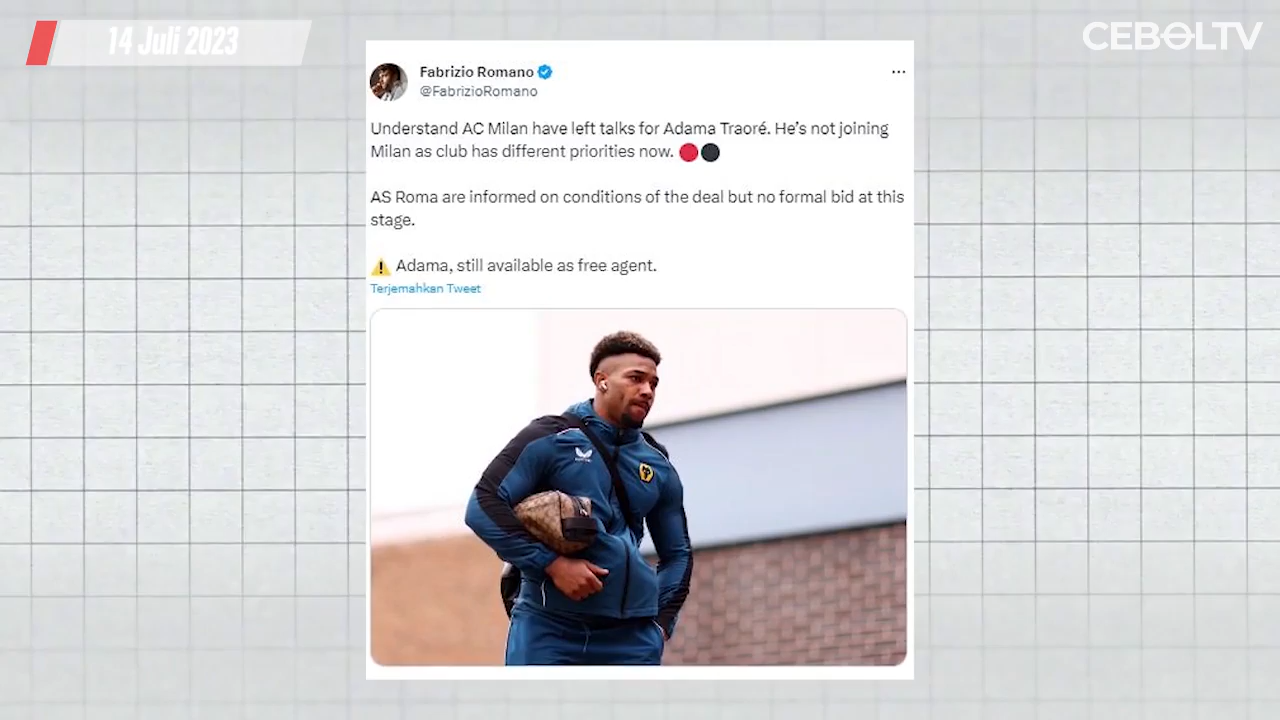 14 Juli 2023
CEBOLTV
Fabrizio Romano
@FabrizioRomano
Understand AC Milan have left talks for Adama Traoré. He's not joining
Milan as club has different priorities now. 🔴⚫
AS Roma are informed on conditions of the deal but no formal bid at this
stage.
⚠️ Adama, still available as free agent.
Terjemahkan Tweet